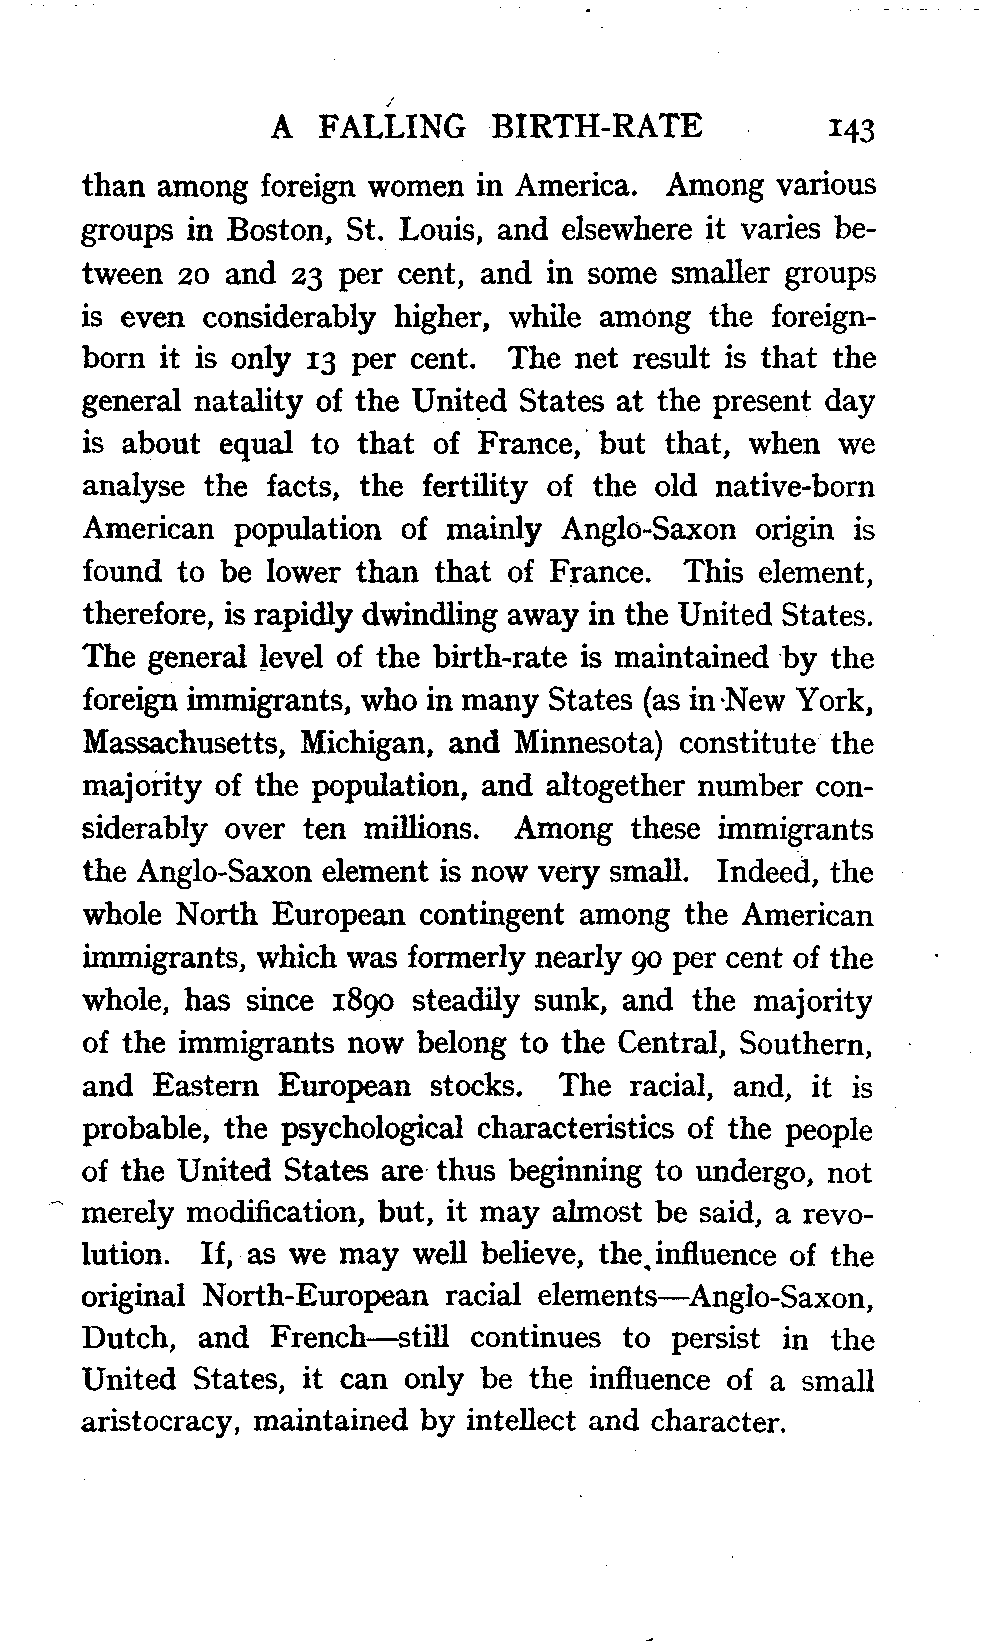 A FALLING BIRTH-RATE 143
than among foreign women in America. Among various
groups in Boston, St. Louis, and elsewhere it varies be-
tween 20 and 23 per cent, and in some smaller groups
is even considerably higher, while among the foreign-
born it is only 13 per cent. The net result is that the
general natality of the United States at the present day
is about equal to that of France, but that, when we
analyse the facts, the fertility of the old native-born
American population of mainly Anglo-Saxon origin is
found to be lower than that of France. This element,
therefore, is rapidly dwindling away in the United States.
The general level of the birth-rate is maintained by the
foreign immigrants, who in many States (as in New York,
Massachusetts, Michigan, and Minnesota) constitute the
majority of the population, and altogether number con-
siderably over ten millions. Among these immigrants
the Anglo-Saxon element is now very small. Indeed, the
whole North European contingent among the American
immigrants, which was formerly nearly 90 per cent of the
whole, has since 1890 steadily sunk, and the majority
of the immigrants now belong to the Central, Southern,
and Eastern European stocks. The racial, and, it is
probable, the psychological characteristics of the people
of the United States are thus beginning to undergo, not
merely modification, but, it may almost be said, a revo-
lution. If, as we may well believe, the influence of the
original North-European racial elements—Anglo-Saxon,
Dutch, and French—still continues to persist in the
United States, it can only be the influence of a small
aristocracy, maintained by intellect and character.